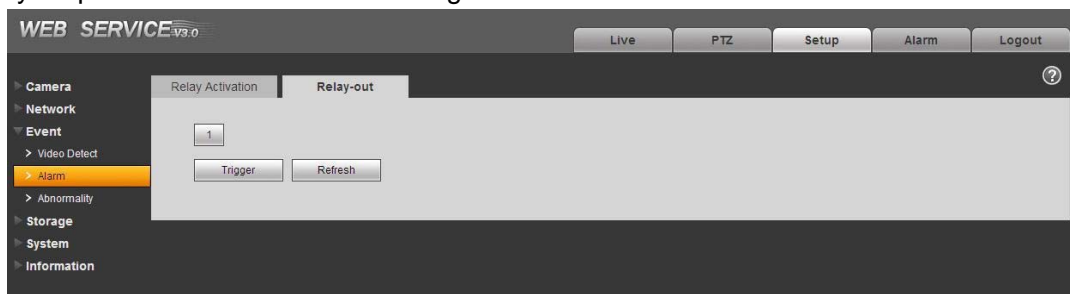 WEB SERVICE V3.0
Live PTZ Setup Alarm Logout
?
Camera
Relay Activation Relay-out
Network
Event
1
> Video Detect
Trigger Refresh
> Alarm
> Abnormality
Storage
System
Information